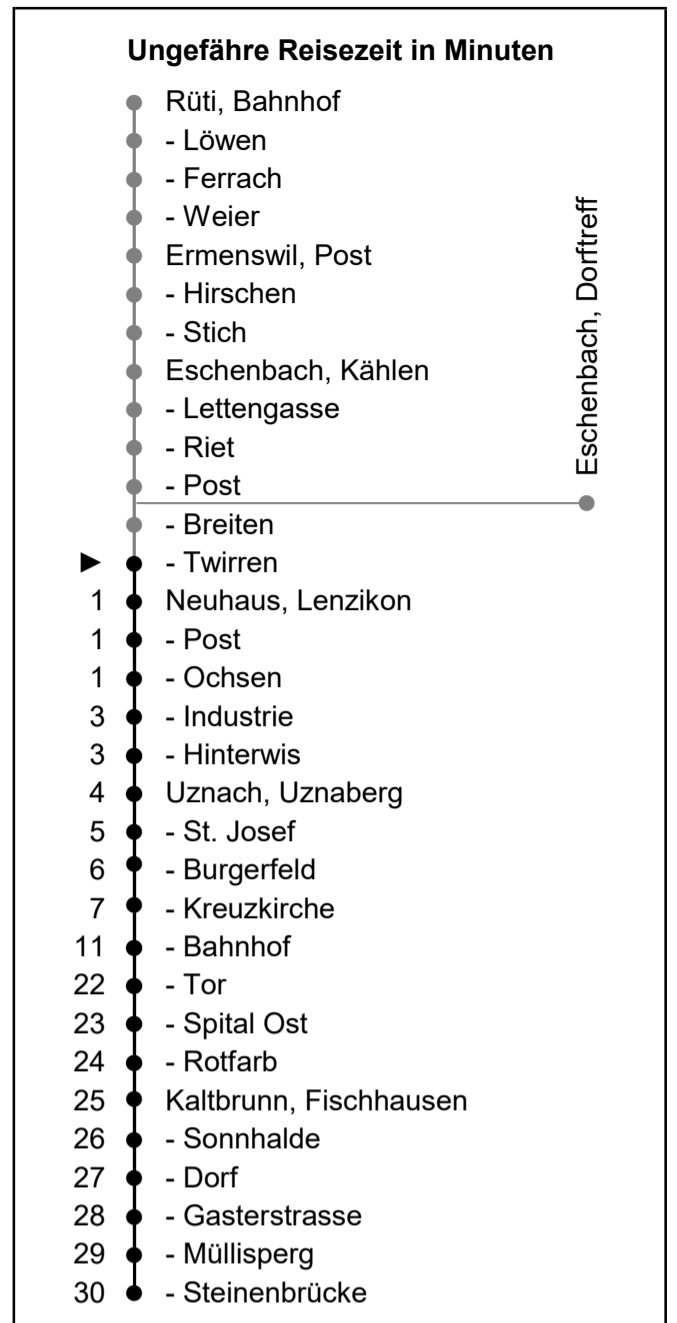 Ungefähre Reisezeit in Minuten
Rüti, Bahnhof
- Löwen
- Ferrach
- Weier
Ermenswil, Post
- Hirschen
- Stich
Eschenbach, Kählen
- Lettengasse
- Riet
- Post
Eschenbach, Dorftreff
- Breiten
► - Twirren
1 Neuhaus, Lenzikon
1 - Post
1 - Ochsen
3 - Industrie
3 - Hinterwis
4 Uznach, Uznaberg
5 - St. Josef
6 - Burgerfeld
7 - Kreuzkirche
11 - Bahnhof
22 - Tor
23 - Spital Ost
24 - Rotfarb
25 Kaltbrunn, Fischhausen
26 - Sonnhalde
27 - Dorf
28 - Gasterstrasse
29 - Müllisperg
30 - Steinenbrücke